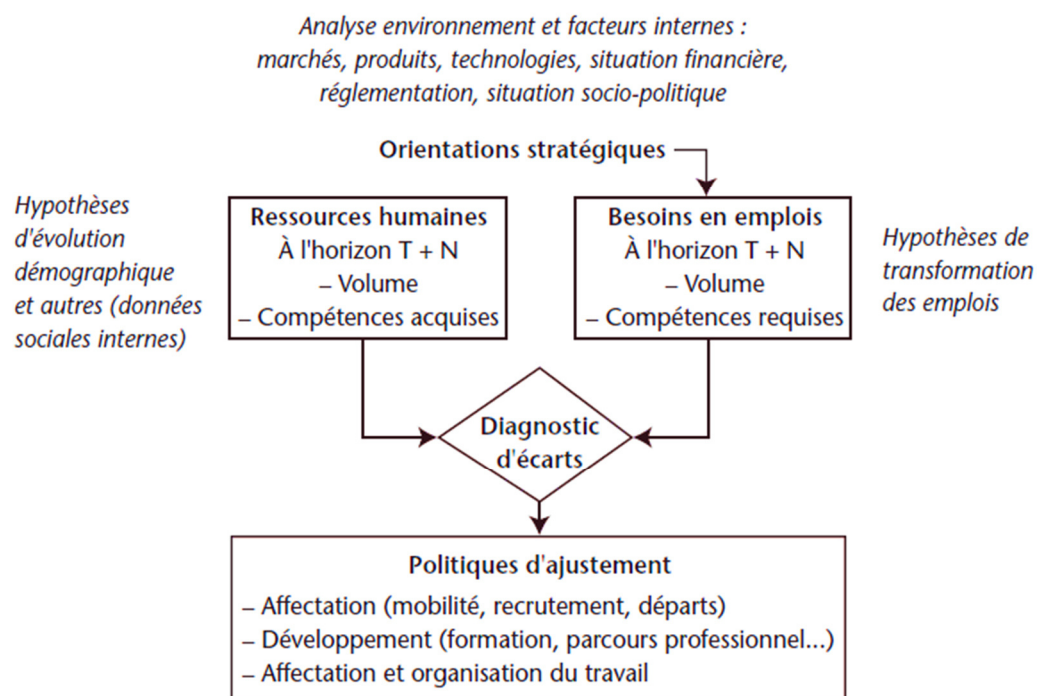 Analyse environnement et facteurs internes :
marchés, produits, technologies, situation financière,
réglementation, situation socio-politique
Orientations stratégiques
Hypothèses
d'évolution
démographique
et autres (données
sociales internes)
Ressources humaines
À l'horizon T + N
– Volume
– Compétences acquises
Besoins en emplois
À l'horizon T + N
– Volume
– Compétences requises
Hypothèses de
transformation
des emplois
Diagnostic
d'écarts
Politiques d'ajustement
– Affectation (mobilité, recrutement, départs)
– Développement (formation, parcours professionnel...)
– Affectation et organisation du travail